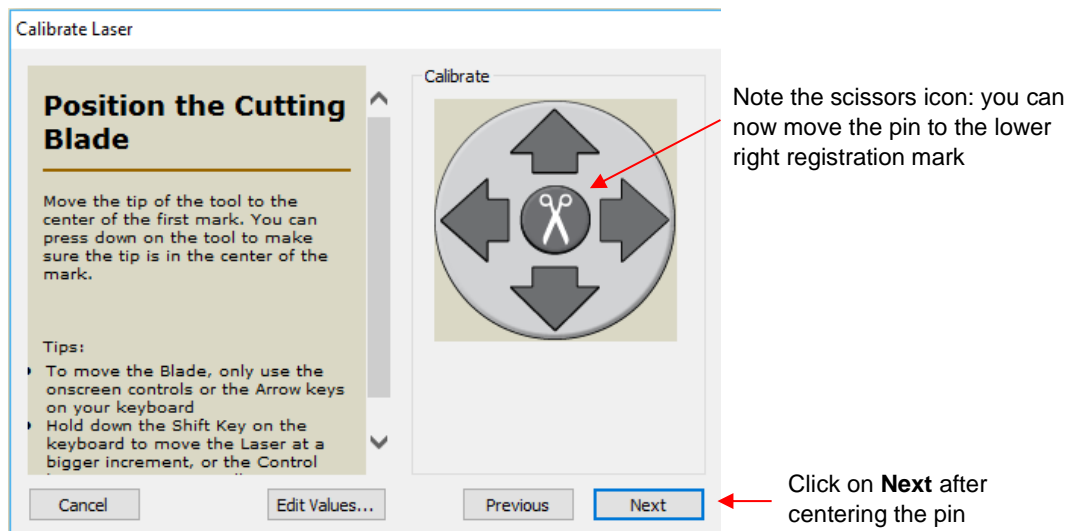 Calibrate Laser
Position the Cutting
Blade
Move the tip of the tool to the
center of the first mark. You can
press down on the tool to make
sure the tip is in the center of the
mark.
Tips:
• To move the Blade, only use the
onscreen controls or the Arrow keys
on your keyboard
• Hold down the Shift Key on the
keyboard to move the Laser at a
bigger increment, or the Control
Calibrate
Note the scissors icon: you can
now move the pin to the lower
right registration mark
Cancel
Edit Values...
Previous
Next
Click on Next after
centering the pin